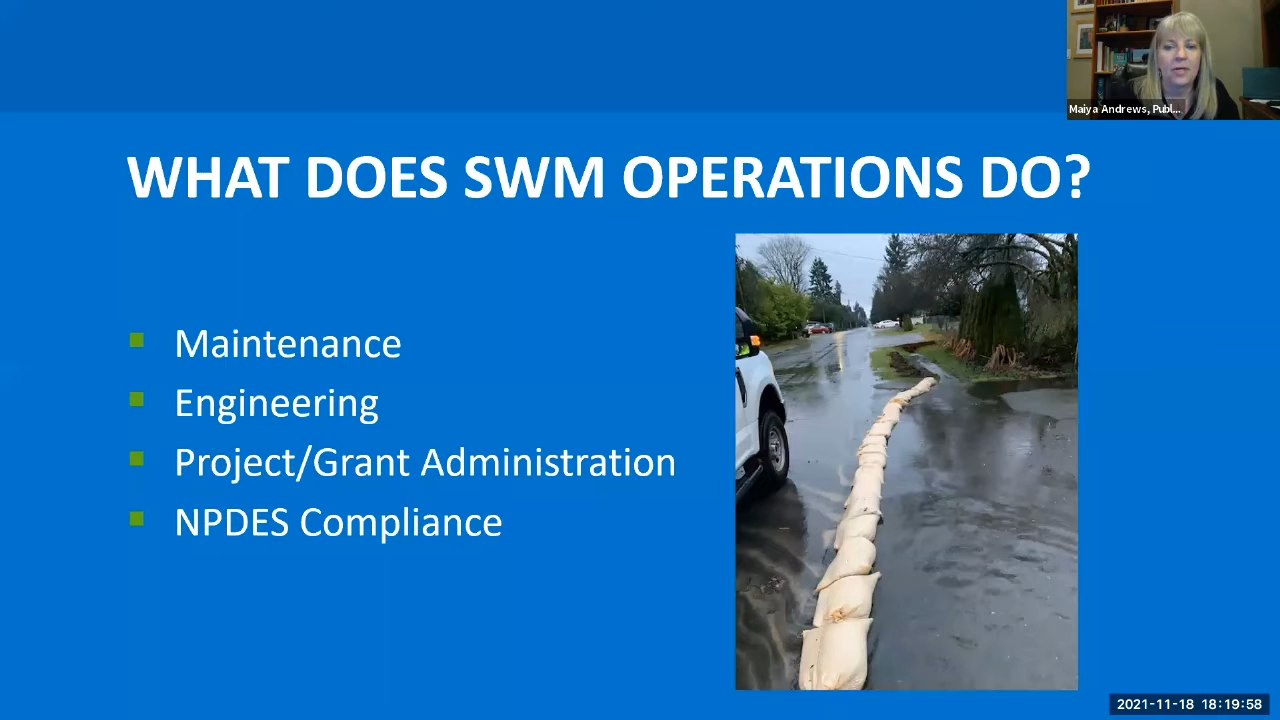 Maiya Andrews, Publ...
WHAT DOES SWM OPERATIONS DO?
Maintenance
Engineering
Project/Grant Administration
NPDES Compliance
2021-11-18 18:19:58